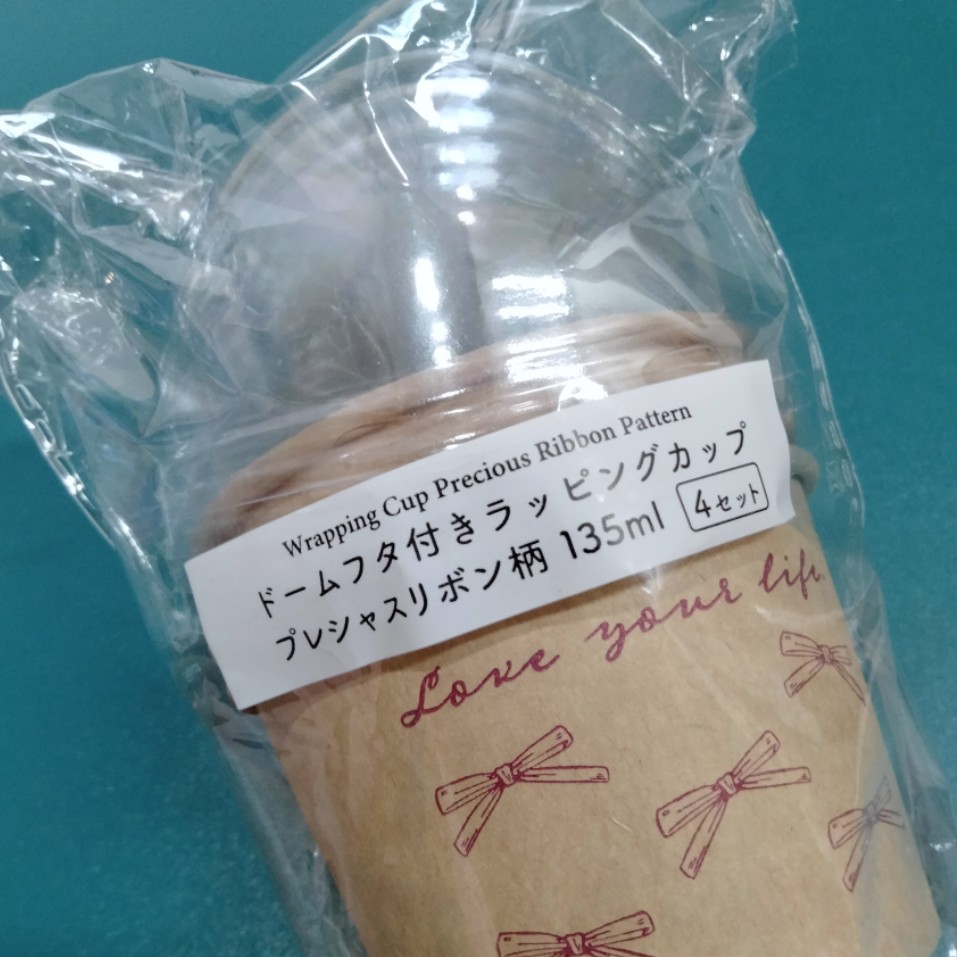 Wrapping Cup Precious Ribbon Pattern
ドームフタ付きラッピングカップ
プレシャスリボン柄 135ml 4セット
Love your life.